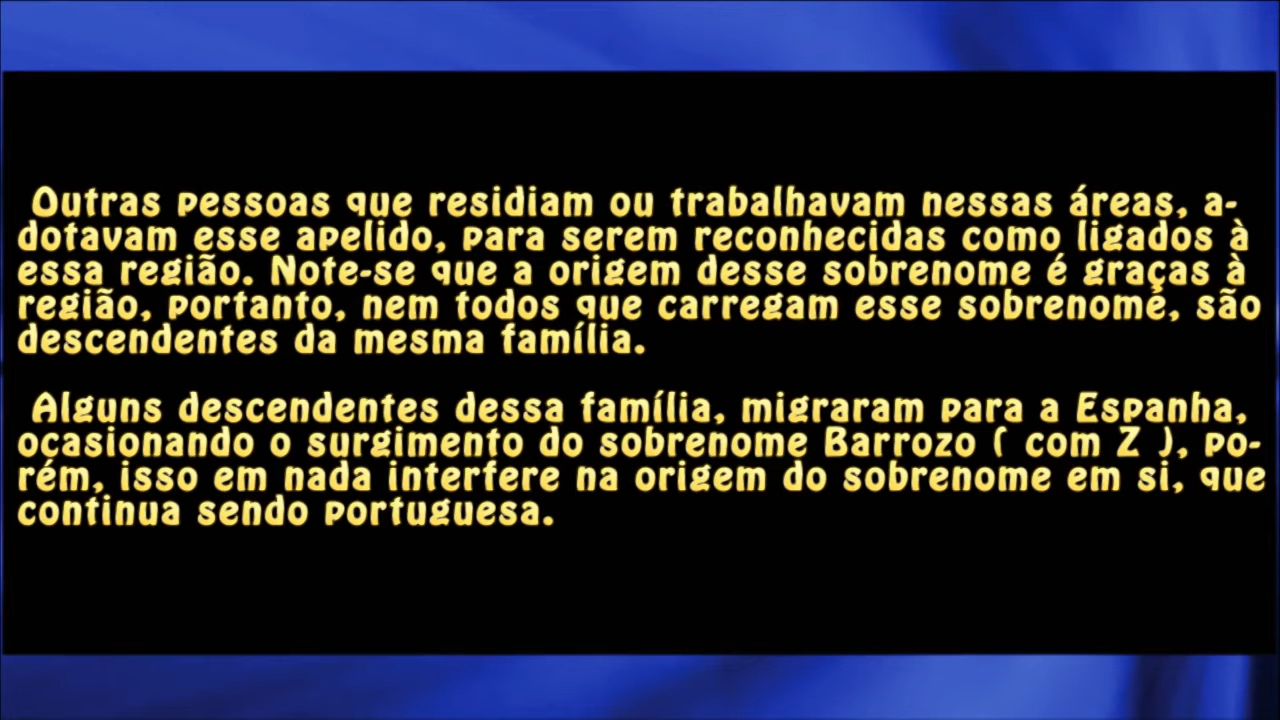 Outras pessoas que residiam ou trabalhavam nessas áreas, a-
dotavam esse apelido, para serem reconhecidas como ligados à
essa região. Note-se que a origem desse sobrenome é graças à
região, portanto, nem todos que carregam esse sobrenome, são
descendentes da mesma família.
Alguns descendentes dessa família, migraram para a Espanha,
ocasionando o surgimento do sobrenome Barrozo ( com Z ), po-
rém, isso em nada interfere na origem do sobrenome em si, que
continua sendo portuguesa.